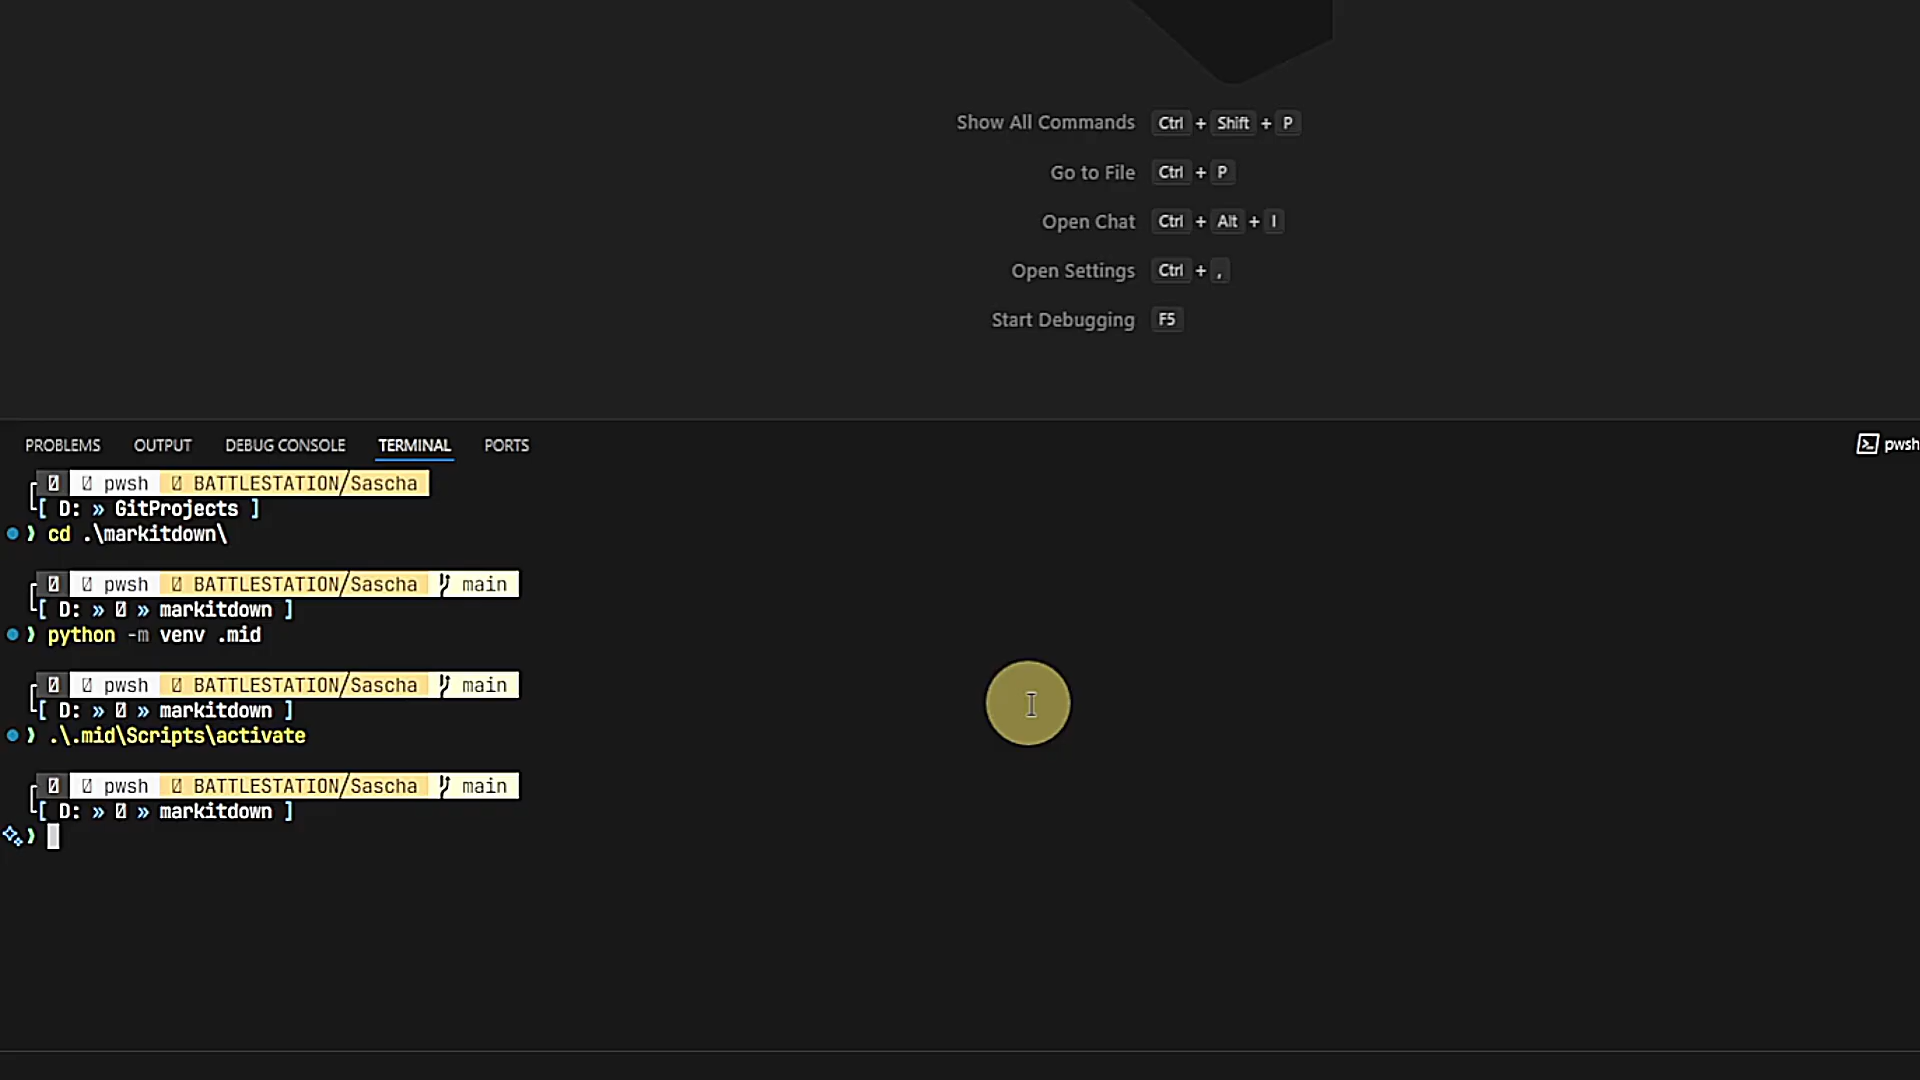 Show All Commands Ctrl + Shift + P
Go to File Ctrl + P
Open Chat Ctrl + Alt + I
Open Settings Ctrl + ,
Start Debugging F5
PROBLEMS OUTPUT DEBUG CONSOLE TERMINAL PORTS pwsh
pwsh BATTLESTATION/Sascha
[ D: » GitProjects ]
❯ cd .\markitdown\
pwsh BATTLESTATION/Sascha main
[ D: » » markitdown ]
❯ python -m venv .mid
pwsh BATTLESTATION/Sascha main
[ D: » » markitdown ]
❯ .\.mid\Scripts\activate
pwsh BATTLESTATION/Sascha main
[ D: » » markitdown ]
❯